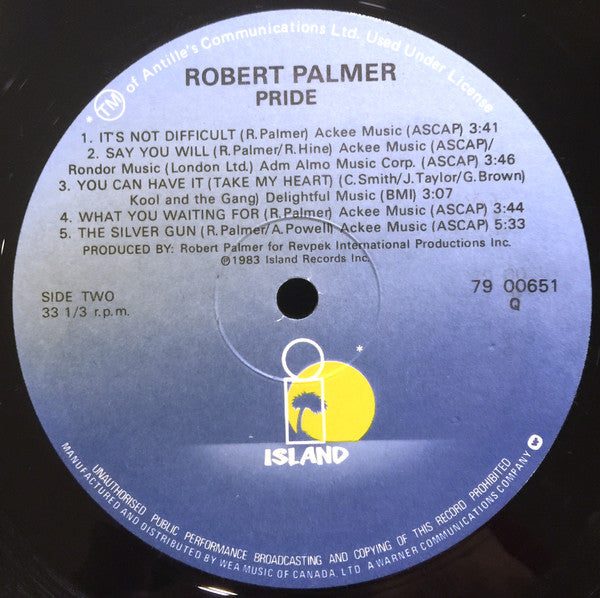 * TM of Antille's Communications Ltd. Used Under License
ROBERT PALMER
PRIDE
1. IT'S NOT DIFFICULT (R.Palmer) Ackee Music (ASCAP) 3:41
2. SAY YOU WILL (R.Palmer/R.Hine) Ackee Music (ASCAP)/
Rondor Music (London Ltd.) Adm Almo Music Corp. (ASCAP) 3:46
3. YOU CAN HAVE IT (TAKE MY HEART) (C.Smith/J.Taylor/G.Brown)
Kool and the Gang) Delightful Music (BMI) 3:07
4. WHAT YOU WAITING FOR (R.Palmer) Ackee Music (ASCAP) 3:44
5. THE SILVER GUN (R.Palmer/A.Powell) Ackee Music (ASCAP) 5:33
PRODUCED BY: Robert Palmer for Revpek International Productions Inc.
℗©1983 Island Records Inc.
SIDE TWO
33 1/3 r.p.m.
79 00651
Q
*
ISLAND
UNAUTHORISED PUBLIC PERFORMANCE BROADCASTING AND COPYING OF THIS RECORD PROHIBITED
MANUFACTURED AND DISTRIBUTED BY WEA MUSIC OF CANADA, LTD. A WARNER COMMUNICATIONS COMPANY